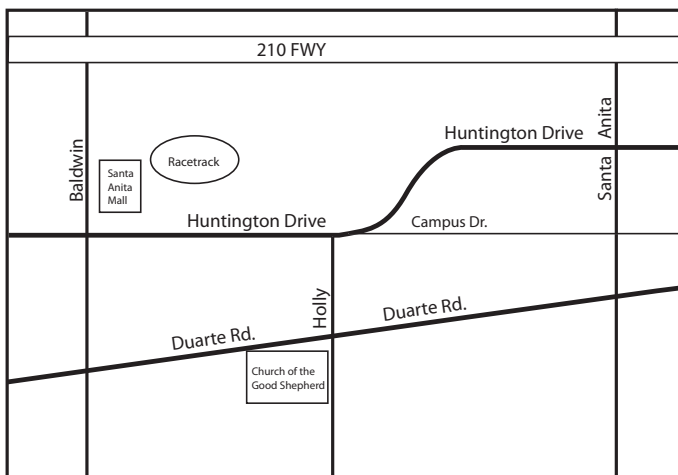 210 FWY
Huntington Drive
Santa Anita
Baldwin
Racetrack
Santa
Anita
Mall
Huntington Drive
Campus Dr.
Holly
Duarte Rd.
Duarte Rd.
Church of the
Good Shepherd